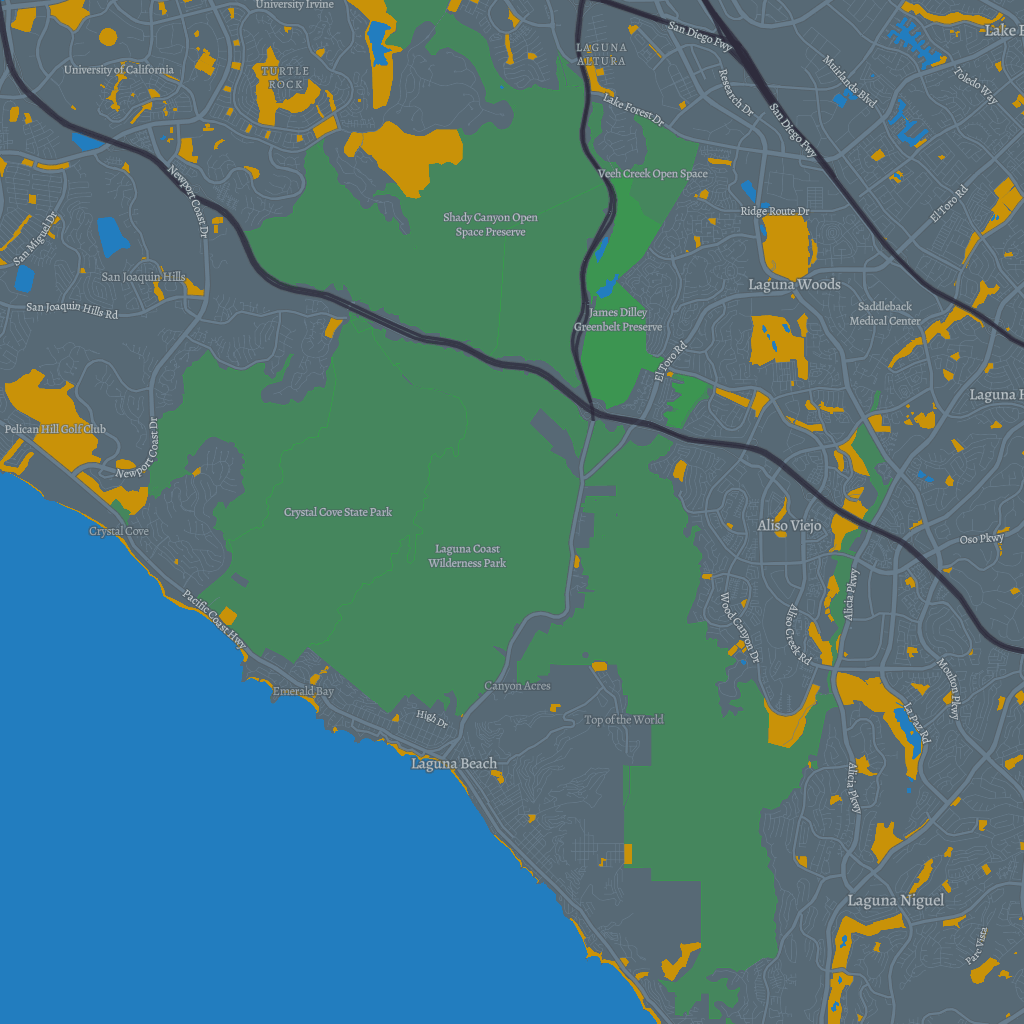 University Irvine
San Diego Fwy
Lake
LAGUNA
ALTURA
University of California
TURTLE
ROCK
Muirlands Blvd
Toledo Way
Research Dr
Lake Forest Dr
San Diego Fwy
Veeh Creek Open Space
Newport Coast Dr
El Toro Rd
Ridge Route Dr
Shady Canyon Open
Space Preserve
San Miguel Dr
San Joaquin Hills
Laguna Woods
San Joaquin Hills Rd
James Dilley
Greenbelt Preserve
Saddleback
Medical Center
El Toro Rd
Laguna
Pelican Hill Golf Club
Newport Coast Dr
Crystal Cove State Park
Crystal Cove
Aliso Viejo
Oso Pkwy
Laguna Coast
Wilderness Park
Alicia Pkwy
Pacific Coast Hwy
Wood Canyon Dr
Aliso Creek Rd
Canyon Acres
Emerald Bay
Moulton Pkwy
High Dr
Top of the World
La Paz Rd
Laguna Beach
Alicia Pkwy
Laguna Niguel
Parc Vista